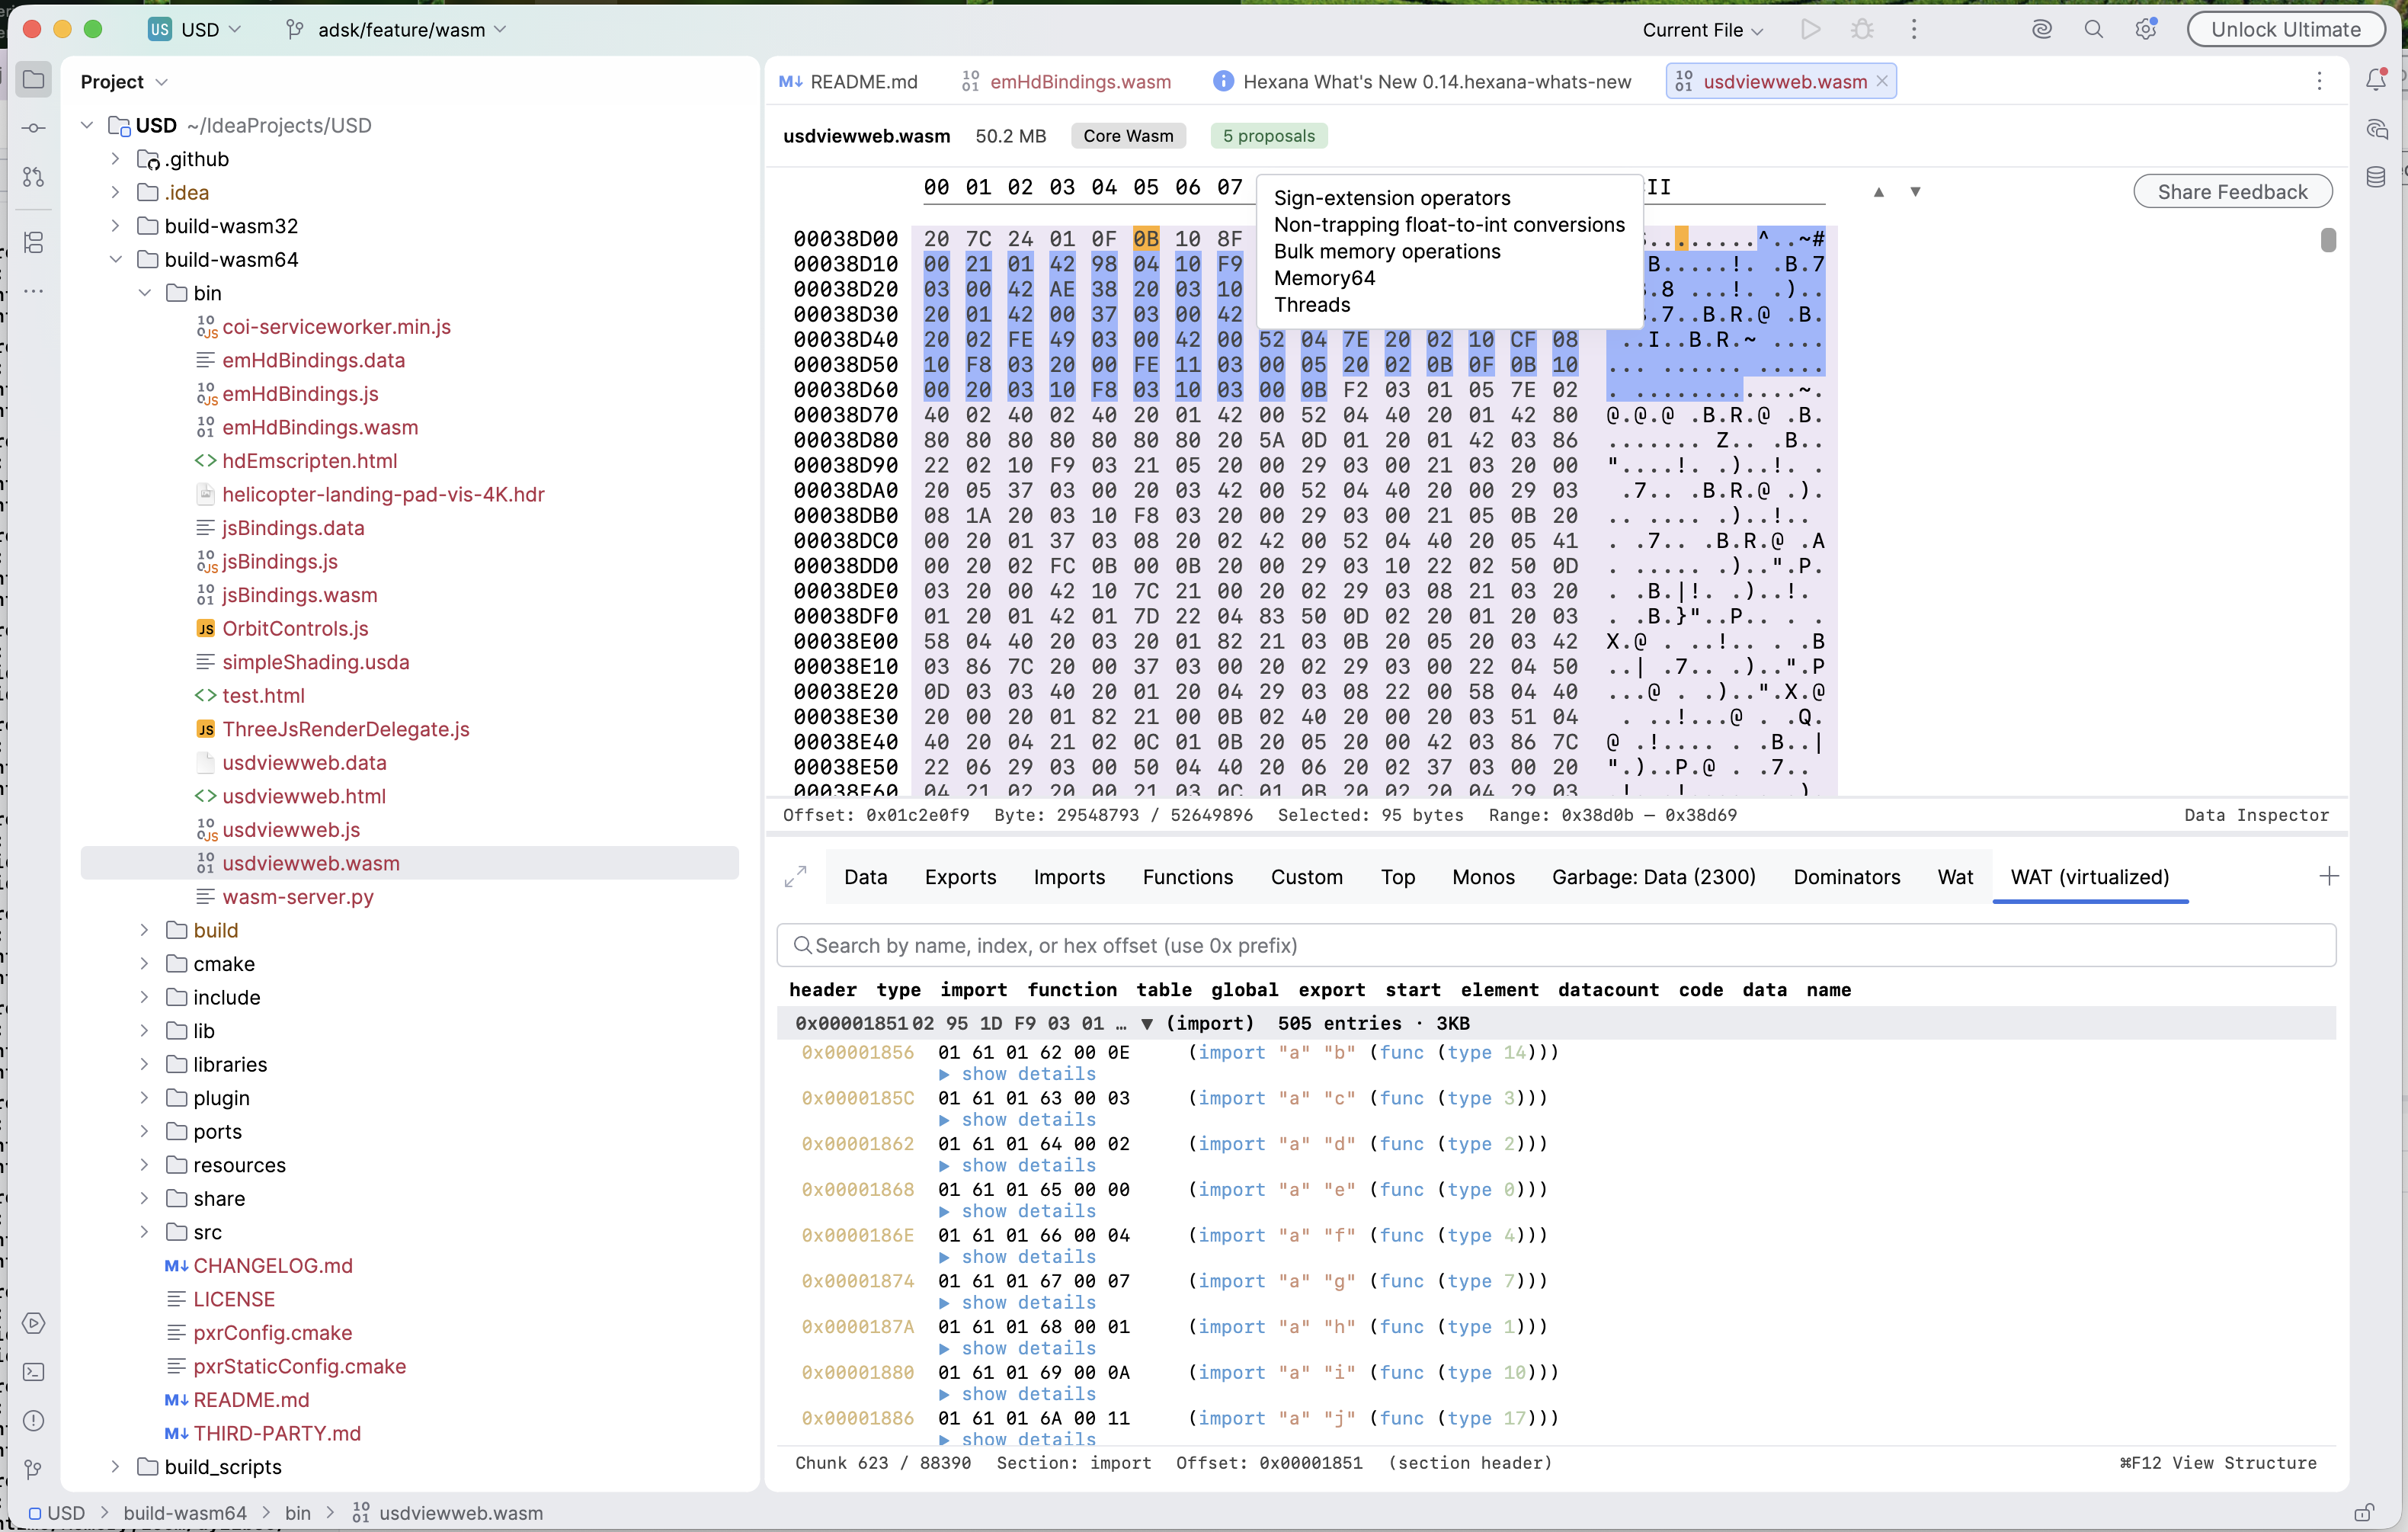 US USD adsk/feature/wasm Current File Unlock Ultimate
Project
USD ~/IdeaProjects/USD
.github
.idea
build-wasm32
build-wasm64
bin
coi-serviceworker.min.js
emHdBindings.data
emHdBindings.js
emHdBindings.wasm
hdEmscripten.html
helicopter-landing-pad-vis-4K.hdr
jsBindings.data
jsBindings.js
jsBindings.wasm
OrbitControls.js
simpleShading.usda
test.html
ThreeJsRenderDelegate.js
usdviewweb.data
usdviewweb.html
usdviewweb.js
usdviewweb.wasm
wasm-server.py
build
cmake
include
lib
libraries
plugin
ports
resources
share
src
CHANGELOG.md
LICENSE
pxrConfig.cmake
pxrStaticConfig.cmake
README.md
THIRD-PARTY.md
build_scripts
README.md emHdBindings.wasm Hexana What's New 0.14.hexana-whats-new usdviewweb.wasm
usdviewweb.wasm 50.2 MB Core Wasm 5 proposals
00 01 02 03 04 05 06 07 II Share Feedback
Sign-extension operators
Non-trapping float-to-int conversions
Bulk memory operations
Memory64
Threads
00038D00 20 7C 24 01 0F 0B 10 8F
00038D10 00 21 01 42 98 04 10 F9
00038D20 03 00 42 AE 38 20 03 10
00038D30 20 01 42 00 37 03 00 42
00038D40 20 02 FE 49 03 00 42 00 52 04 7E 20 02 10 CF 08 ..I..B.R.~ ....
00038D50 10 F8 03 20 00 FE 11 03 00 05 20 02 0B 0F 0B 10 ... ...... .....
00038D60 00 20 03 10 F8 03 10 03 00 0B F2 03 01 05 7E 02 . ............~.
00038D70 40 02 40 02 40 20 01 42 00 52 04 40 20 01 42 80 @.@.@ .B.R.@ .B.
00038D80 80 80 80 80 80 80 80 20 5A 0D 01 20 01 42 03 86 ....... Z.. .B..
00038D90 22 02 10 F9 03 21 05 20 00 29 03 00 21 03 20 00 "....!. .)..!. .
00038DA0 20 05 37 03 00 20 03 42 00 52 04 40 20 00 29 03 .7.. .B.R.@ .).
00038DB0 08 1A 20 03 10 F8 03 20 00 29 03 00 21 05 0B 20 .. .... .)..!..
00038DC0 00 20 01 37 03 08 20 02 42 00 52 04 40 20 05 41 . .7.. .B.R.@ .A
00038DD0 00 20 02 FC 0B 00 0B 20 00 29 03 10 22 02 50 0D . ..... .)..".P.
00038DE0 03 20 00 42 10 7C 21 00 20 02 29 03 08 21 03 20 . .B.|!. .)..!.
00038DF0 01 20 01 42 01 7D 22 04 83 50 0D 02 20 01 20 03 . .B.}"..P.. . .
00038E00 58 04 40 20 03 20 01 82 21 03 0B 20 05 20 03 42 X.@ . ..!.. . .B
00038E10 03 86 7C 20 00 37 03 00 20 02 29 03 00 22 04 50 ..| .7.. .)..".P
00038E20 0D 03 03 40 20 01 20 04 29 03 08 22 00 58 04 40 ...@ . .)..".X.@
00038E30 20 00 20 01 82 21 00 0B 02 40 20 00 20 03 51 04 . ..!...@ . .Q.
00038E40 40 20 04 21 02 0C 01 0B 20 05 20 00 42 03 86 7C @ .!.... . .B..|
00038E50 22 06 29 03 00 50 04 40 20 06 20 02 37 03 00 20 ".)..P.@ . .7..
00038E60 04 21 02 20 00 21 03 0C 01 0B 20 02 20 04 29 03
Offset: 0x01c2e0f9 Byte: 29548793 / 52649896 Selected: 95 bytes Range: 0x38d0b — 0x38d69 Data Inspector
Data Exports Imports Functions Custom Top Monos Garbage: Data (2300) Dominators Wat WAT (virtualized)
Search by name, index, or hex offset (use 0x prefix)
header type import function table global export start element datacount code data name
0x00001851 02 95 1D F9 03 01 … ▼ (import) 505 entries · 3KB
0x00001856 01 61 01 62 00 0E (import "a" "b" (func (type 14)))
▶ show details
0x0000185C 01 61 01 63 00 03 (import "a" "c" (func (type 3)))
▶ show details
0x00001862 01 61 01 64 00 02 (import "a" "d" (func (type 2)))
▶ show details
0x00001868 01 61 01 65 00 00 (import "a" "e" (func (type 0)))
▶ show details
0x0000186E 01 61 01 66 00 04 (import "a" "f" (func (type 4)))
▶ show details
0x00001874 01 61 01 67 00 07 (import "a" "g" (func (type 7)))
▶ show details
0x0000187A 01 61 01 68 00 01 (import "a" "h" (func (type 1)))
▶ show details
0x00001880 01 61 01 69 00 0A (import "a" "i" (func (type 10)))
▶ show details
0x00001886 01 61 01 6A 00 11 (import "a" "j" (func (type 17)))
▶ show details
Chunk 623 / 88390 Section: import Offset: 0x00001851 (section header) ⌘F12 View Structure
USD > build-wasm64 > bin > usdviewweb.wasm